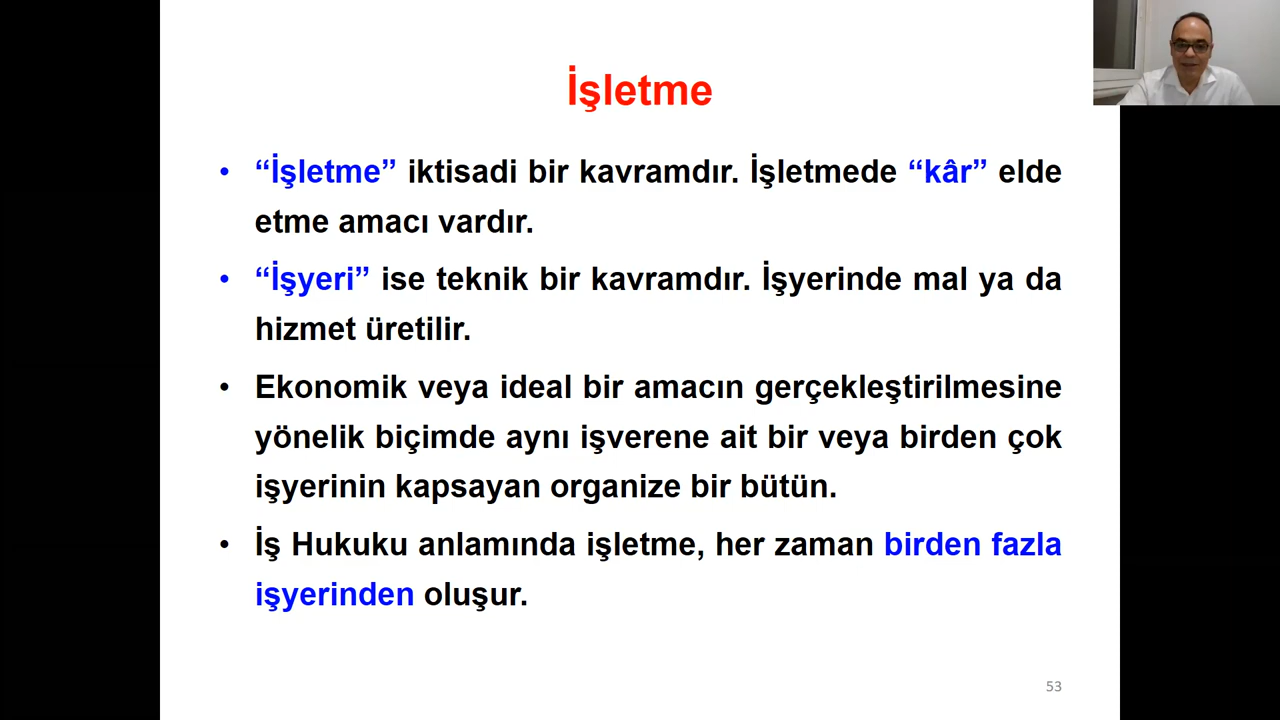 İşletme
• “İşletme” iktisadi bir kavramdır. İşletmede “kâr” elde
etme amacı vardır.
• “İşyeri” ise teknik bir kavramdır. İşyerinde mal ya da
hizmet üretilir.
• Ekonomik veya ideal bir amacın gerçekleştirilmesine
yönelik biçimde aynı işverene ait bir veya birden çok
işyerinin kapsayan organize bir bütün.
• İş Hukuku anlamında işletme, her zaman birden fazla
işyerinden oluşur.
53